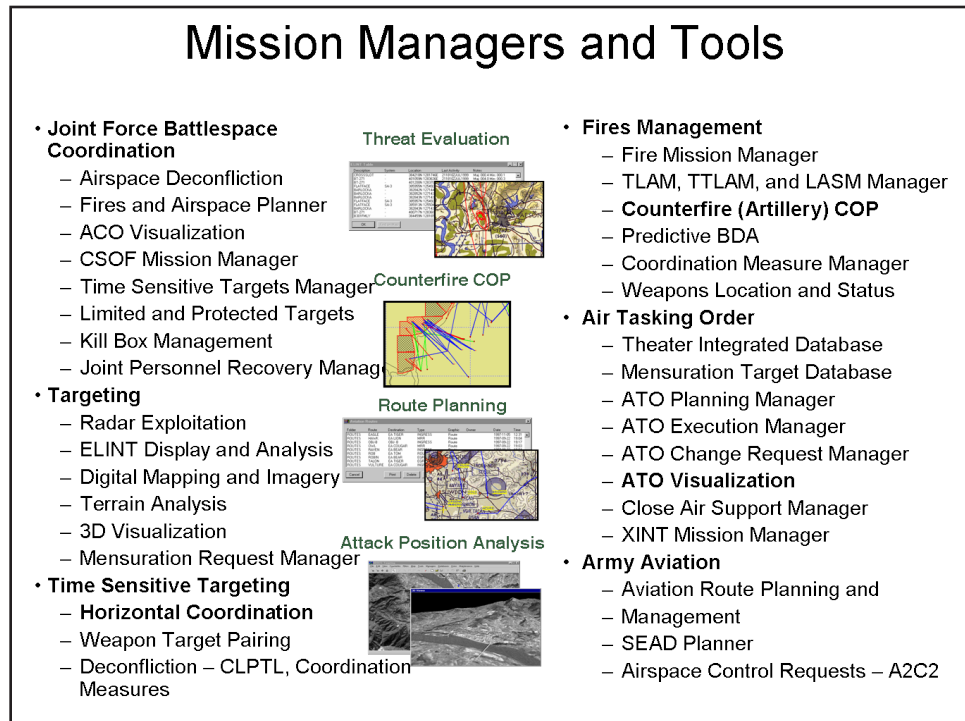 Mission Managers and Tools
• Joint Force Battlespace
Coordination
– Airspace Deconfliction
– Fires and Airspace Planner
– ACO Visualization
– CSOF Mission Manager
– Time Sensitive Targets Manager
– Limited and Protected Targets
– Kill Box Management
– Joint Personnel Recovery Manage
• Targeting
– Radar Exploitation
– ELINT Display and Analysis
– Digital Mapping and Imagery
– Terrain Analysis
– 3D Visualization
– Mensuration Request Manager
• Time Sensitive Targeting
– Horizontal Coordination
– Weapon Target Pairing
– Deconfliction – CLPTL, Coordination
Measures
Threat Evaluation
Counterfire COP
Route Planning
Attack Position Analysis
• Fires Management
– Fire Mission Manager
– TLAM, TTLAM, and LASM Manager
– Counterfire (Artillery) COP
– Predictive BDA
– Coordination Measure Manager
– Weapons Location and Status
• Air Tasking Order
– Theater Integrated Database
– Mensuration Target Database
– ATO Planning Manager
– ATO Execution Manager
– ATO Change Request Manager
– ATO Visualization
– Close Air Support Manager
– XINT Mission Manager
• Army Aviation
– Aviation Route Planning and
– Management
– SEAD Planner
– Airspace Control Requests – A2C2